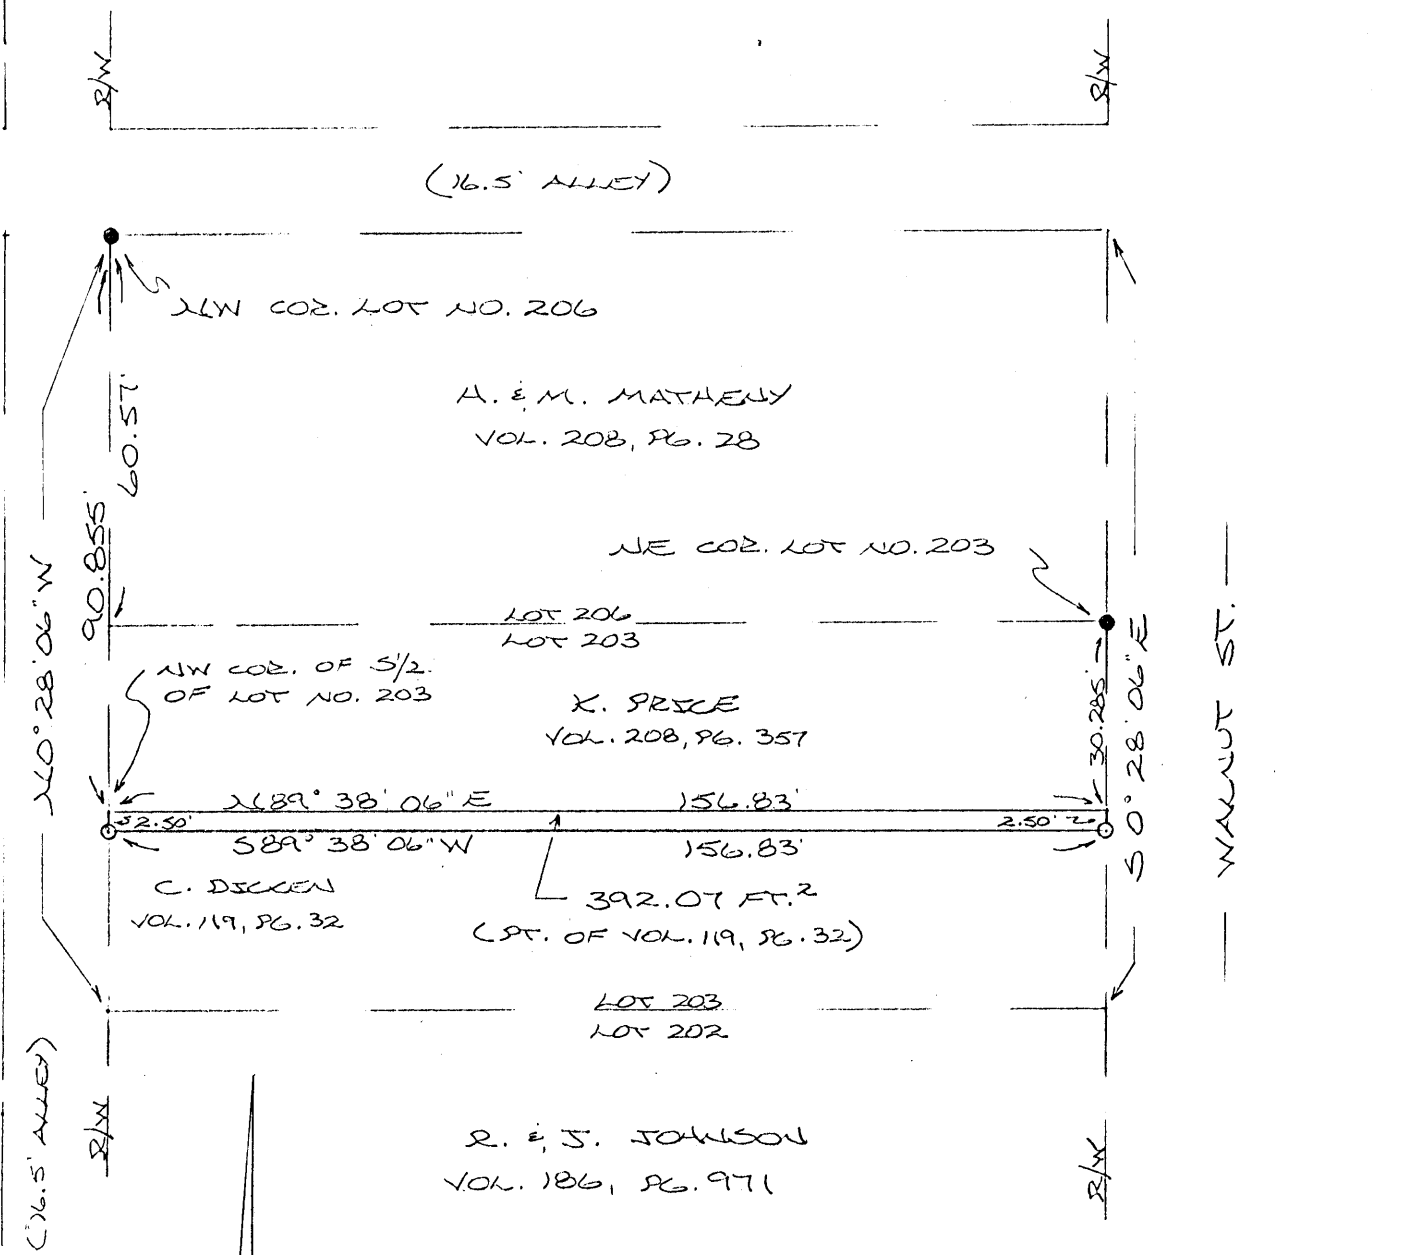 R/W
R/W
(16.5' ALLEY)
NW COR. LOT NO. 206
H. & M. MATHENY
VOL. 208, PG. 28
60.57'
90.855'
NE COR. LOT NO. 203
LOT 206
LOT 203
NW COR. OF S1/2
OF LOT NO. 203
K. PRICE
VOL. 208, PG. 357
30.285'
N0° 28' 06" W
S 0° 28' 06" E
WALNUT ST.
N89° 38' 06" E
156.83'
2.50'
2.50'
S89° 38' 06" W
156.83'
C. DICKEN
VOL. 119, PG. 32
392.07 FT.²
(PT. OF VOL. 119, PG. 32)
LOT 203
LOT 202
(16.5' ALLEY)
R/W
R. & J. JOHNSON
VOL. 186, PG. 971
R/W